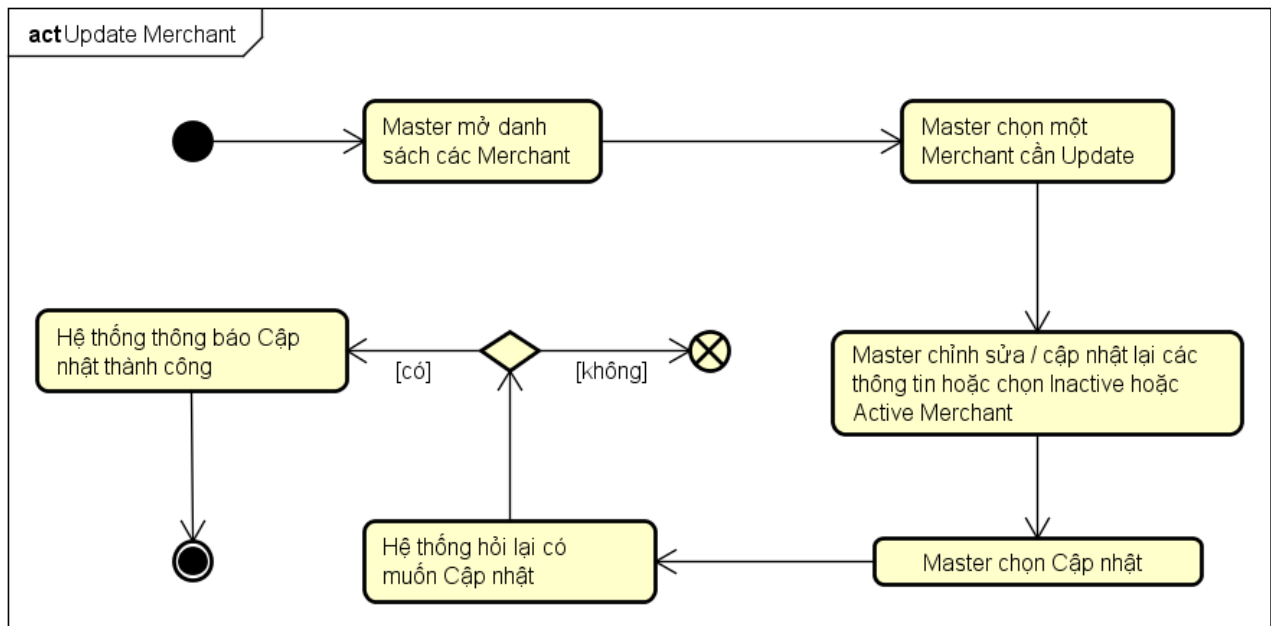 act Update Merchant
Master mở danh
sách các Merchant
Master chọn một
Merchant cần Update
Hệ thống thông báo Cập
nhật thành công
[có]
[không]
Master chỉnh sửa / cập nhật lại các
thông tin hoặc chọn Inactive hoặc
Active Merchant
Hệ thống hỏi lại có
muốn Cập nhật
Master chọn Cập nhật